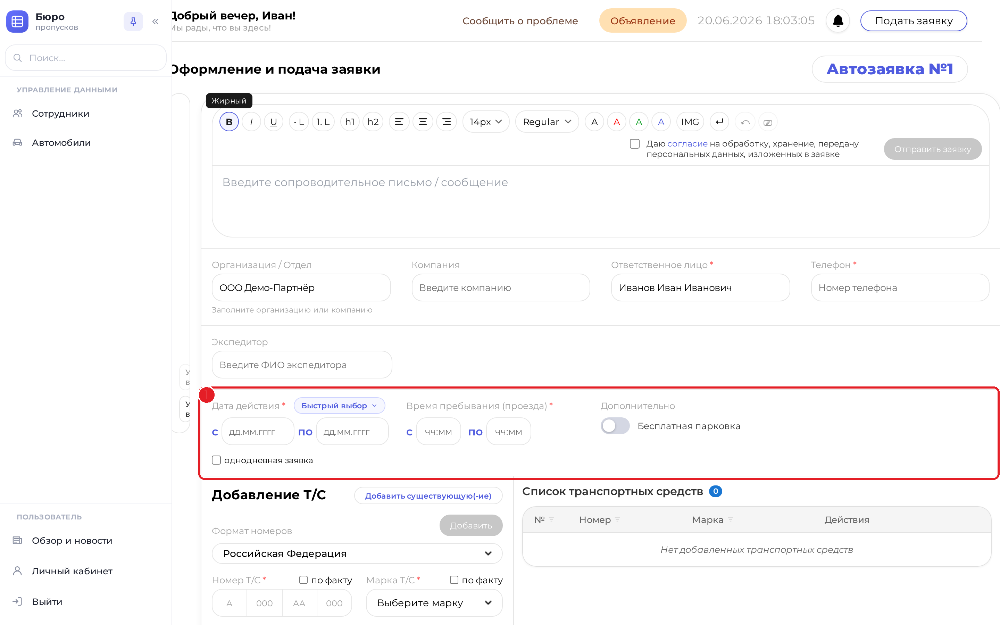 Бюро
пропусков
Поиск...
УПРАВЛЕНИЕ ДАННЫМИ
Сотрудники
Автомобили
ПОЛЬЗОВАТЕЛЬ
Обзор и новости
Личный кабинет
Выйти
Добрый вечер, Иван!
Мы рады, что вы здесь!
Сообщить о проблеме
Объявление
20.06.2026 18:03:05
Подать заявку
Оформление и подача заявки
Автозаявка №1
Жирный
B I U · L 1. L h1 h2 14px Regular A A A A IMG
Даю согласие на обработку, хранение, передачу
персональных данных, изложенных в заявке
Отправить заявку
Введите сопроводительное письмо / сообщение
Организация / Отдел
Компания
Ответственное лицо *
Телефон *
ООО Демо-Партнёр
Введите компанию
Иванов Иван Иванович
Номер телефона
Заполните организацию или компанию
Экспедитор
Введите ФИО экспедитора
1
Дата действия *
Быстрый выбор
Время пребывания (проезда) *
Дополнительно
с дд.мм.гггг по дд.мм.гггг
с чч:мм по чч:мм
Бесплатная парковка
однодневная заявка
Добавление Т/С
Добавить существующую(-ие)
Формат номеров
Добавить
Российская Федерация
Номер Т/С *
по факту
Марка Т/С *
по факту
А 000 АА 000
Выберите марку
Список транспортных средств 0
№ Номер Марка Действия
Нет добавленных транспортных средств